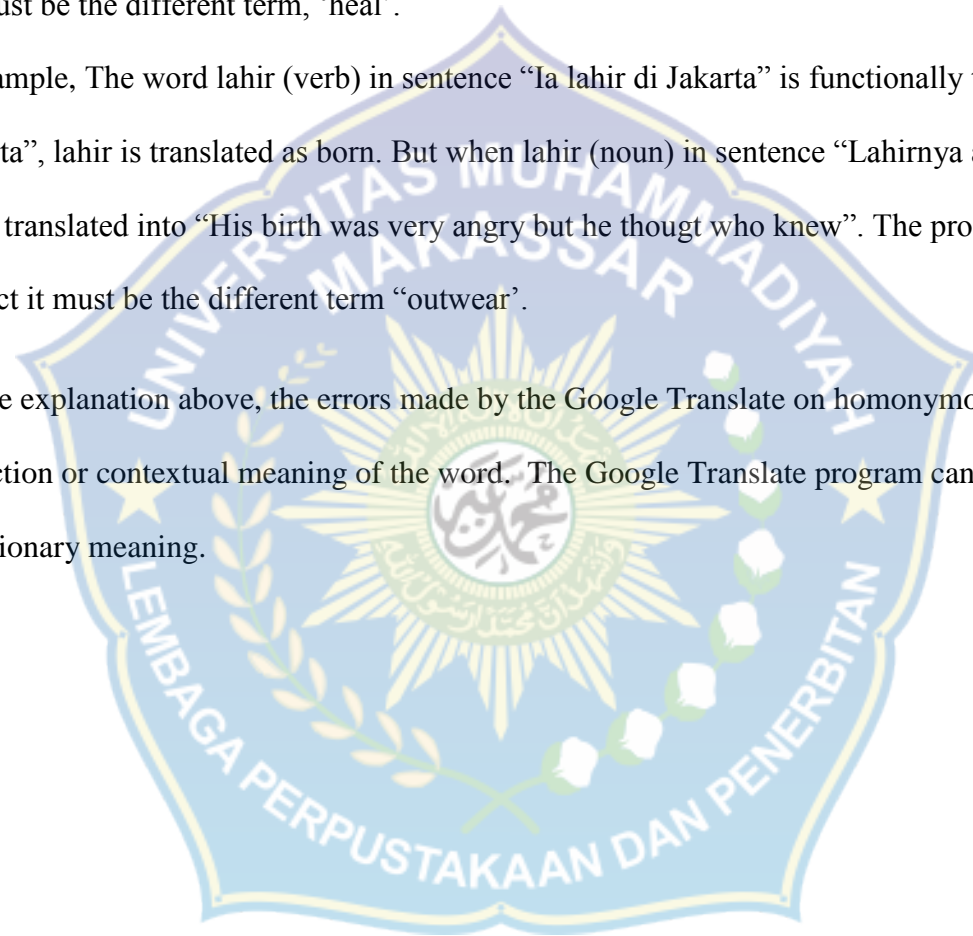 ust be the different term, 'heal'.
ample, The word lahir (verb) in sentence “Ia lahir di Jakarta” is functionally
ta”, lahir is translated as born. But when lahir (noun) in sentence “Lahirnya
translated into “His birth was very angry but he thougt who knew”. The pro
ct it must be the different term “outwear’.
e explanation above, the errors made by the Google Translate on homonymo
ction or contextual meaning of the word. The Google Translate program can
ionary meaning.
UNIVERSITAS MUHAMMADIYAH
MAKASSAR
LEMBAGA PERPUSTAKAAN DAN PENERBITAN